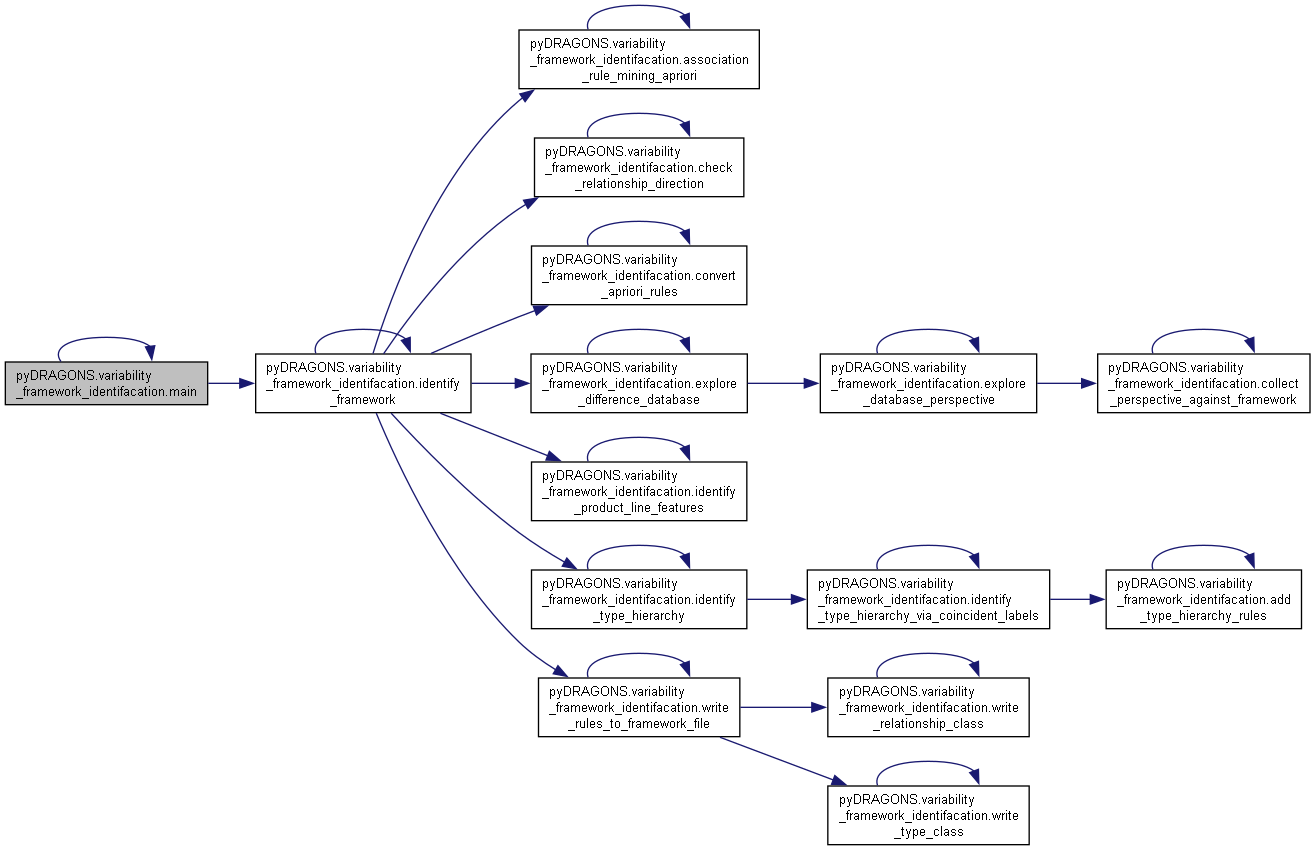 pyDRAGONS.variability
_framework_identifacation.association
_rule_mining_apriori
pyDRAGONS.variability
_framework_identifacation.check
_relationship_direction
pyDRAGONS.variability
_framework_identifacation.convert
_apriori_rules
pyDRAGONS.variability
_framework_identifacation.main
pyDRAGONS.variability
_framework_identifacation.identify
_framework
pyDRAGONS.variability
_framework_identifacation.explore
_difference_database
pyDRAGONS.variability
_framework_identifacation.explore
_database_perspective
pyDRAGONS.variability
_framework_identifacation.collect
_perspective_against_framework
pyDRAGONS.variability
_framework_identifacation.identify
_product_line_features
pyDRAGONS.variability
_framework_identifacation.identify
_type_hierarchy
pyDRAGONS.variability
_framework_identifacation.identify
_type_hierarchy_via_coincident_labels
pyDRAGONS.variability
_framework_identifacation.add
_type_hierarchy_rules
pyDRAGONS.variability
_framework_identifacation.write
_rules_to_framework_file
pyDRAGONS.variability
_framework_identifacation.write
_relationship_class
pyDRAGONS.variability
_framework_identifacation.write
_type_class